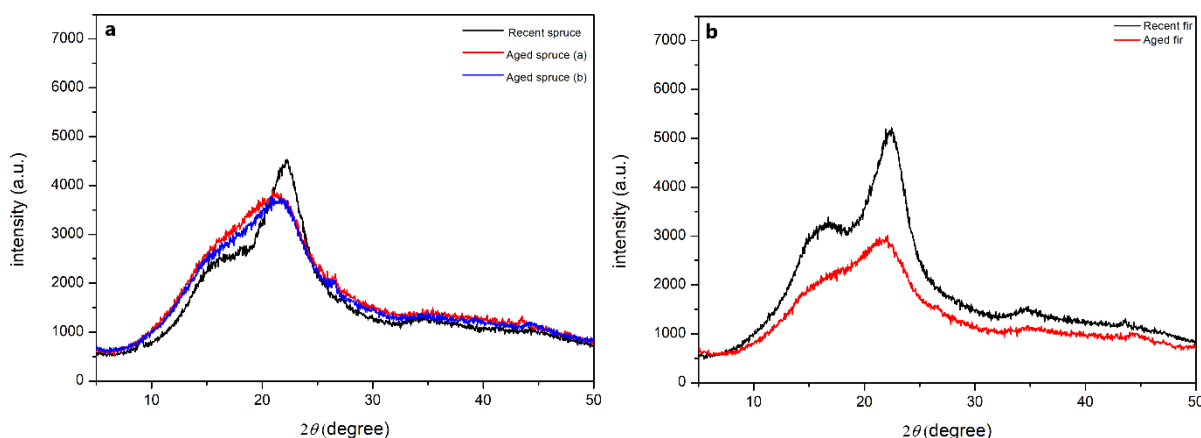 a
Recent spruce
Aged spruce (a)
Aged spruce (b)
7000
6000
5000
4000
3000
2000
1000
0
10
20
30
40
50
intensity (a.u.)
2θ (degree)
b
Recent fir
Aged fir
7000
6000
5000
4000
3000
2000
1000
0
10
20
30
40
50
intensity (a.u.)
2θ (degree)